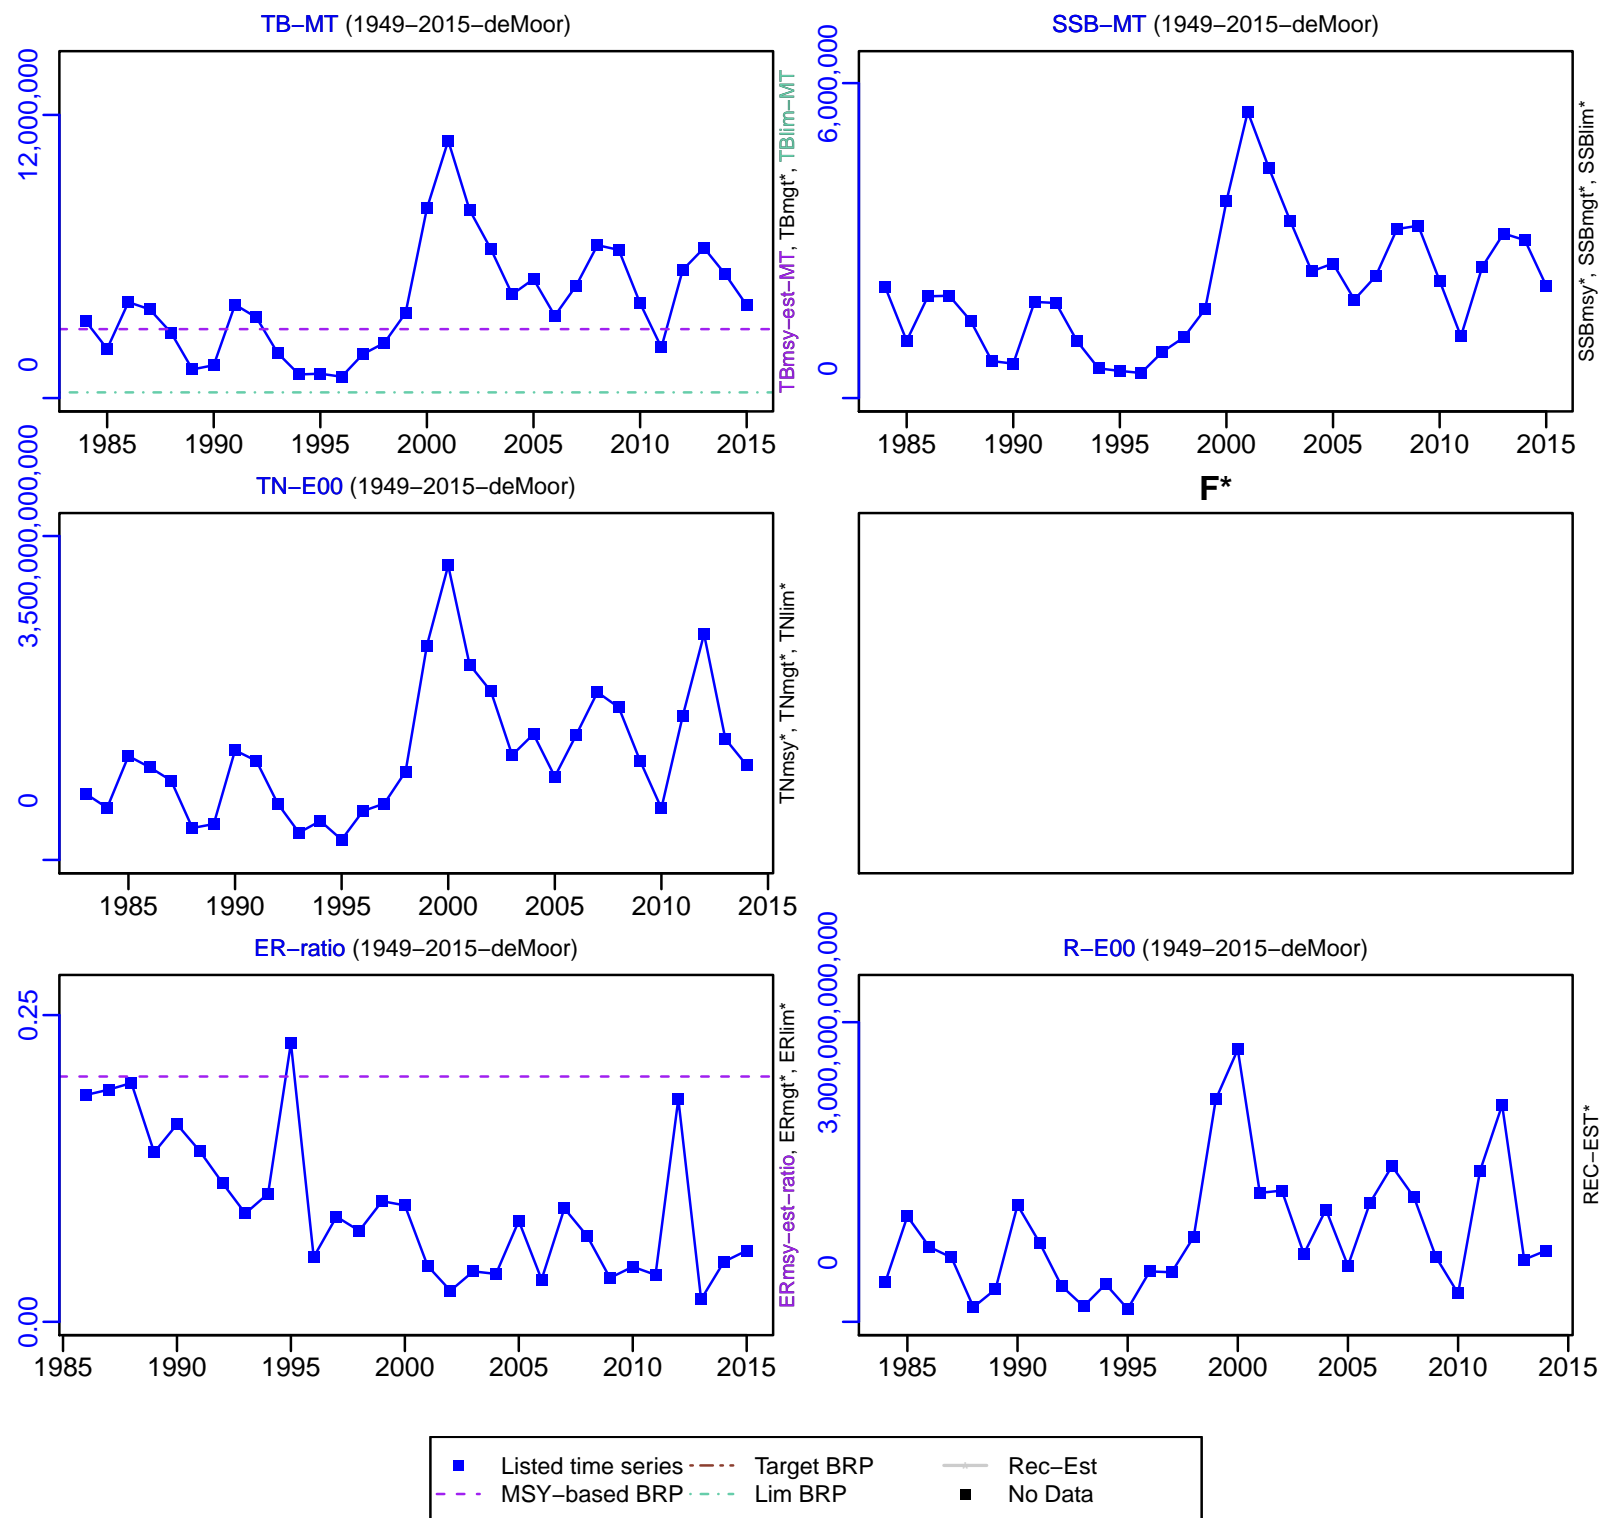 TB−MT (1949−2015−deMoor)
12,000,000
0
1985 1990 1995 2000 2005 2010 2015
TBmsy−est−MT, TBmgt*, TBlim−MT
SSB−MT (1949−2015−deMoor)
6,000,000
0
1985 1990 1995 2000 2005 2010 2015
SSBmsy*, SSBmgt*, SSBlim*
TN−E00 (1949−2015−deMoor)
3,500,000,000,000
0
1985 1990 1995 2000 2005 2010 2015
TNmsy*, TNmgt*, TNlim*
F*
ER−ratio (1949−2015−deMoor)
0.25
0.00
1985 1990 1995 2000 2005 2010 2015
ERmsy−est−ratio, ERmgt*, ERlim*
R−E00 (1949−2015−deMoor)
3,000,000,000,000
0
1985 1990 1995 2000 2005 2010 2015
REC−EST*
Listed time series Target BRP Rec−Est
MSY−based BRP Lim BRP No Data